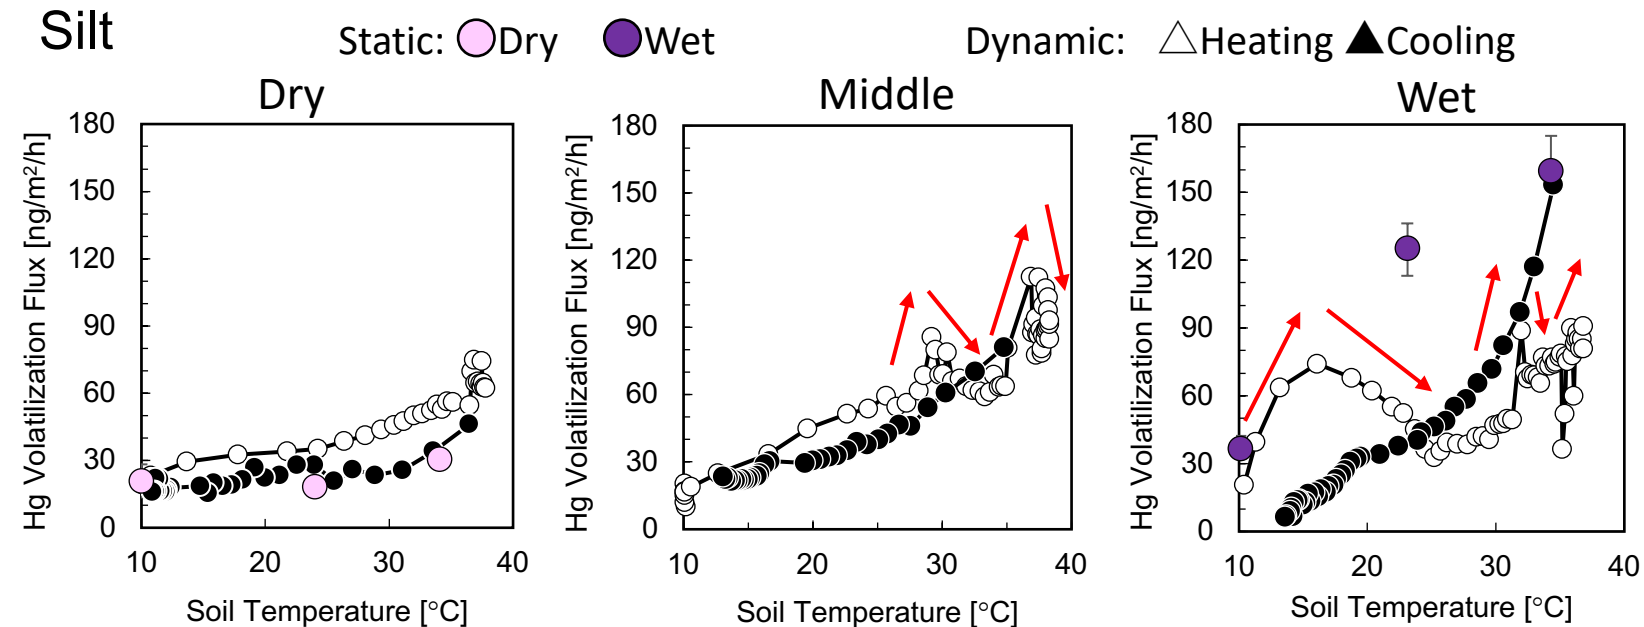 Silt
Static: Dry Wet Dynamic: Heating Cooling
Dry Middle Wet
Hg Volatilization Flux [ng/m²/h]
180
150
120
90
60
30
0
10 20 30 40
Soil Temperature [°C]
Hg Volatilization Flux [ng/m²/h]
180
150
120
90
60
30
0
10 20 30 40
Soil Temperature [°C]
Hg Volatilization Flux [ng/m²/h]
180
150
120
90
60
30
0
10 20 30 40
Soil Temperature [°C]